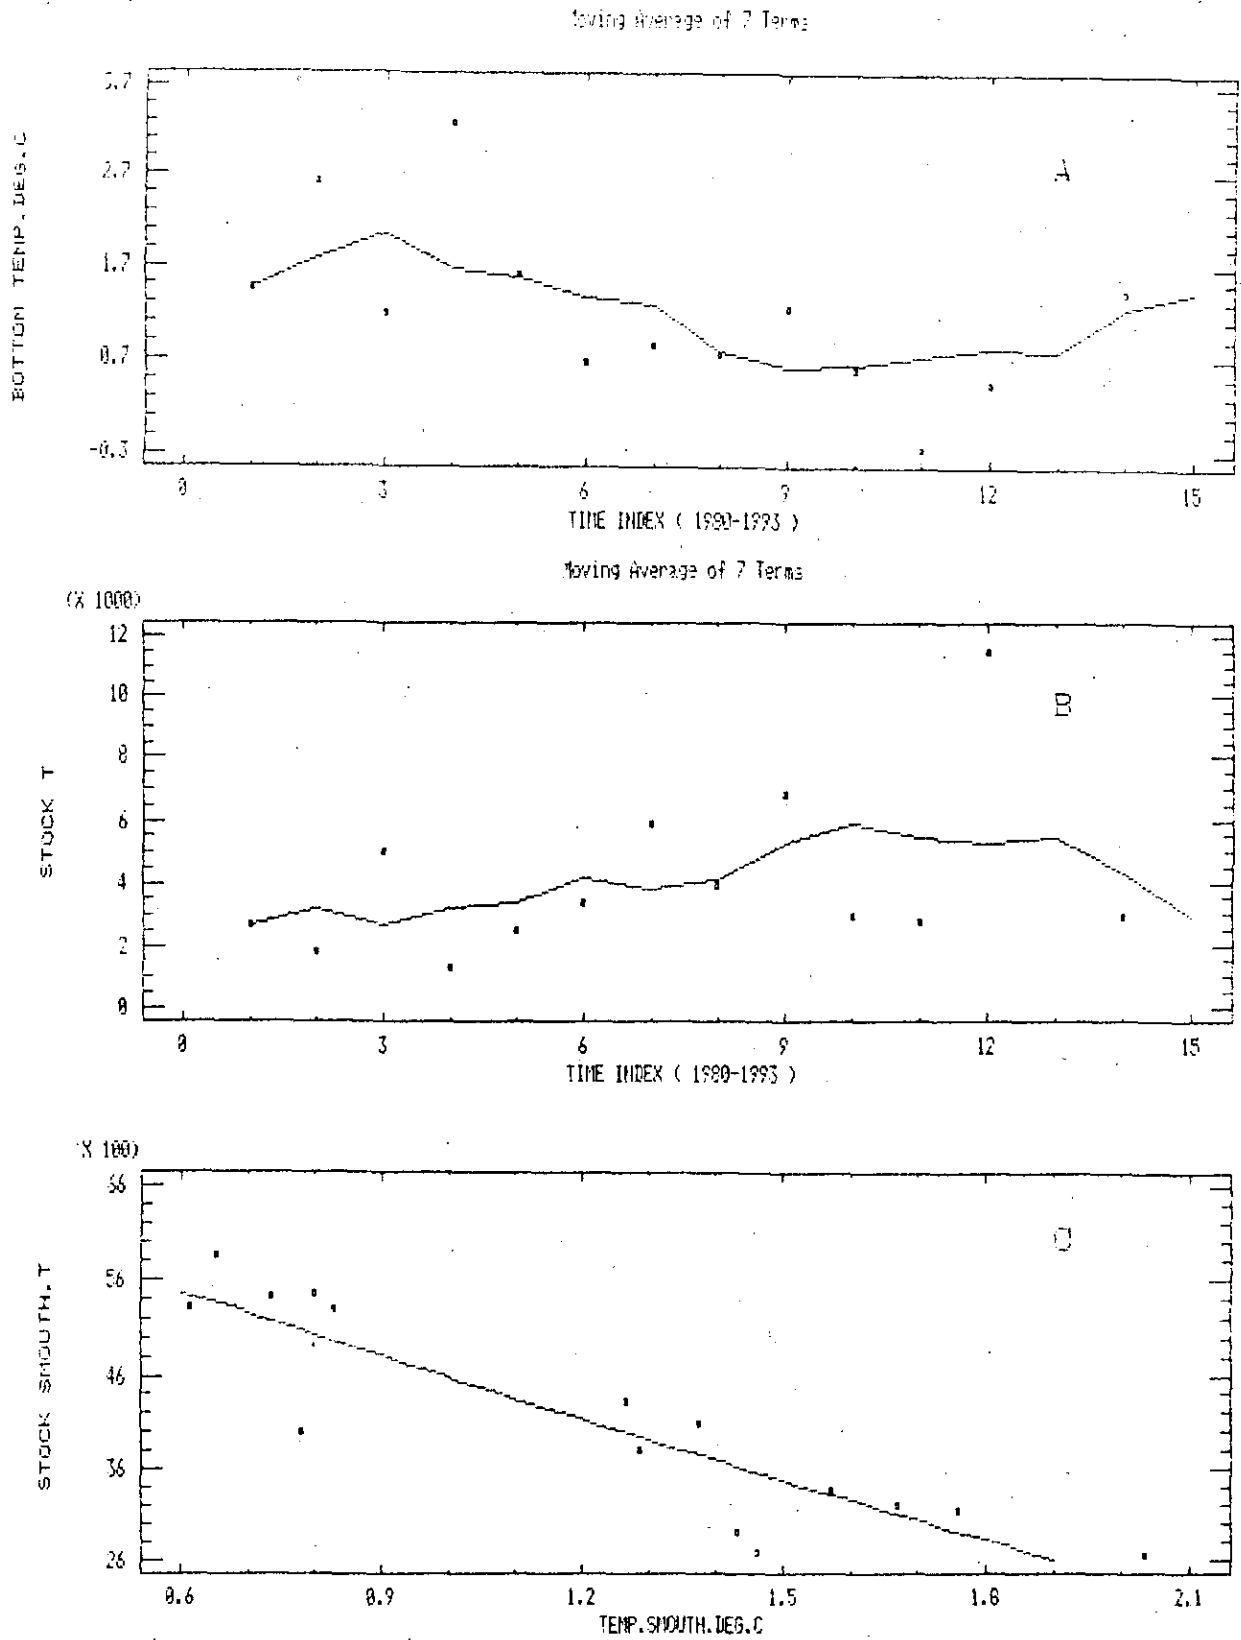 Moving Average of 7 Terms
BOTTOM TEMP.DEG.C
3.7
2.7
1.7
0.7
-0.3
A
0 3 6 9 12 15
TIME INDEX ( 1980-1993 )
Moving Average of 7 Terms
(X 1000)
STOCK T
12
10
8
6
4
2
0
B
0 3 6 9 12 15
TIME INDEX ( 1980-1993 )
(X 100)
STOCK SMOUTH.T
66
56
46
36
26
C
0.6 0.9 1.2 1.5 1.8 2.1
TEMP.SMOUTH.DEG.C